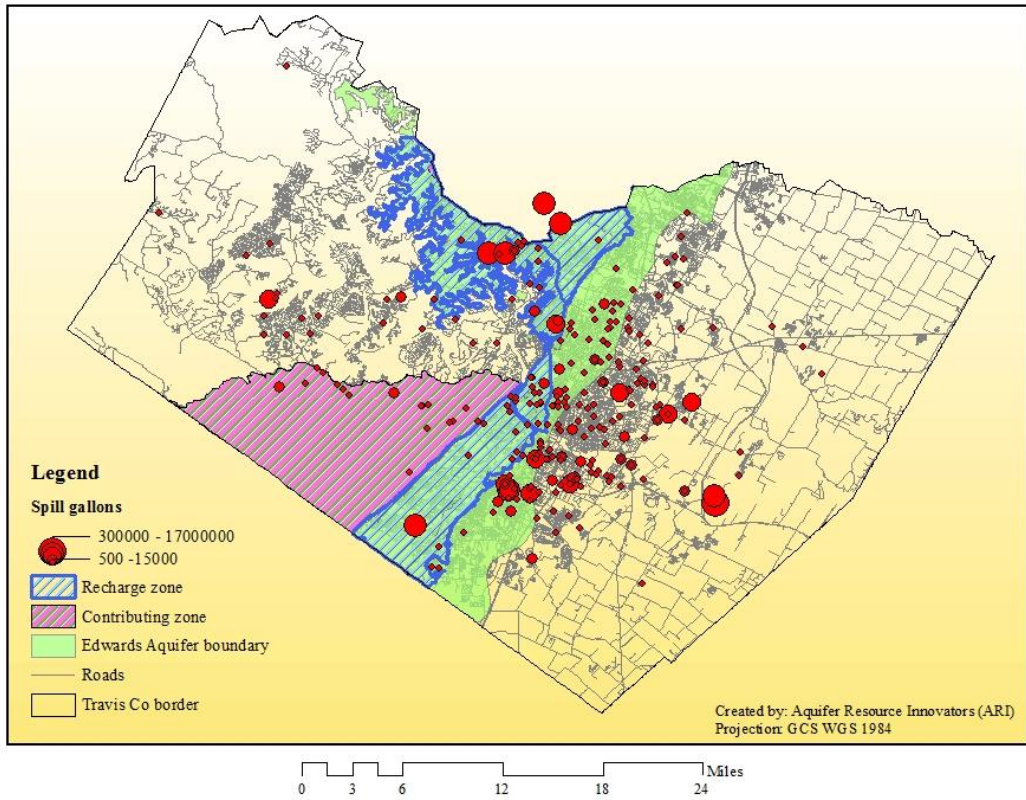 Legend
Spill gallons
300000 - 17000000
500 -15000
Recharge zone
Contributing zone
Edwards Aquifer boundary
Roads
Travis Co border
Created by: Aquifer Resource Innovators (ARI)
Projection: GCS WGS 1984
Miles
0 3 6 12 18 24